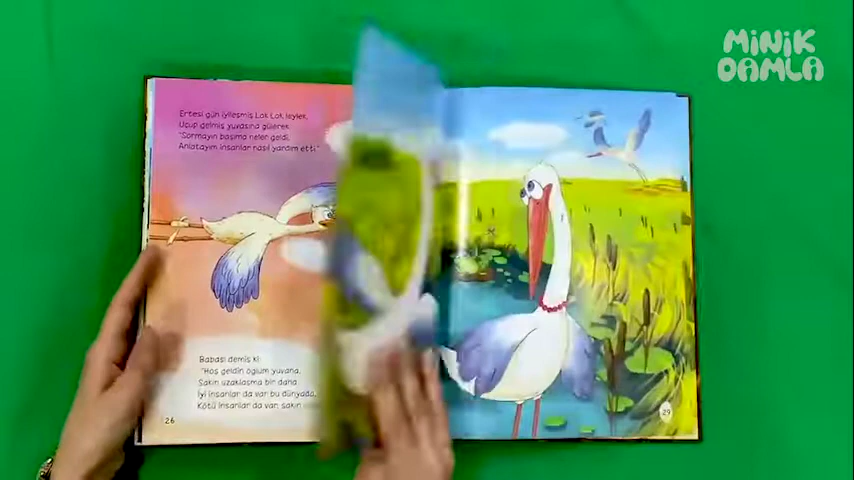 MiNiK
DAMLA
Ertesi gün iyileşmiş Lok Lok leylek,
Uçup gelmiş yuvasına gülerek.
"Sormayın başıma neler geldi,
Anlatayım insanlar nasıl yardım etti."
Babası demiş ki:
"Hoş geldin oğlum yuvana,
Sakın uzaklaşma bir daha
İyi insanlar da var bu dünyada,
Kötü insanlar da var, sakın
26
29